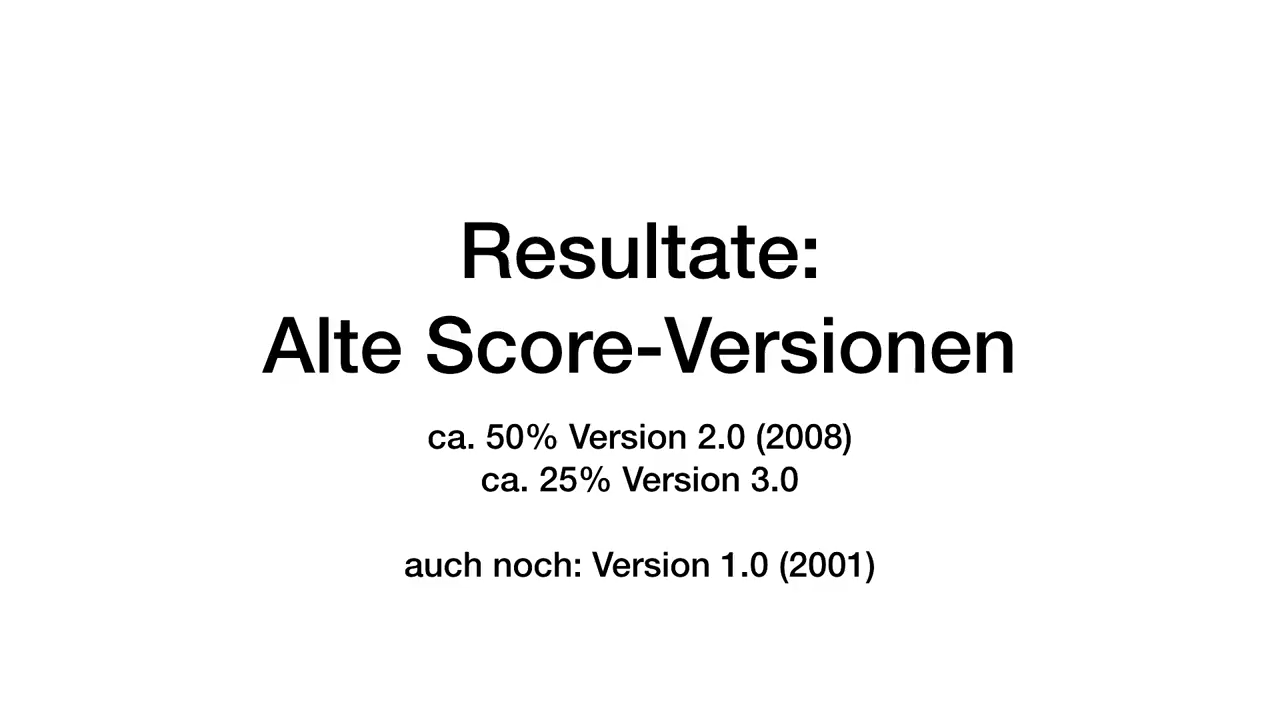 Resultate:
Alte Score-Versionen
ca. 50% Version 2.0 (2008)
ca. 25% Version 3.0
auch noch: Version 1.0 (2001)